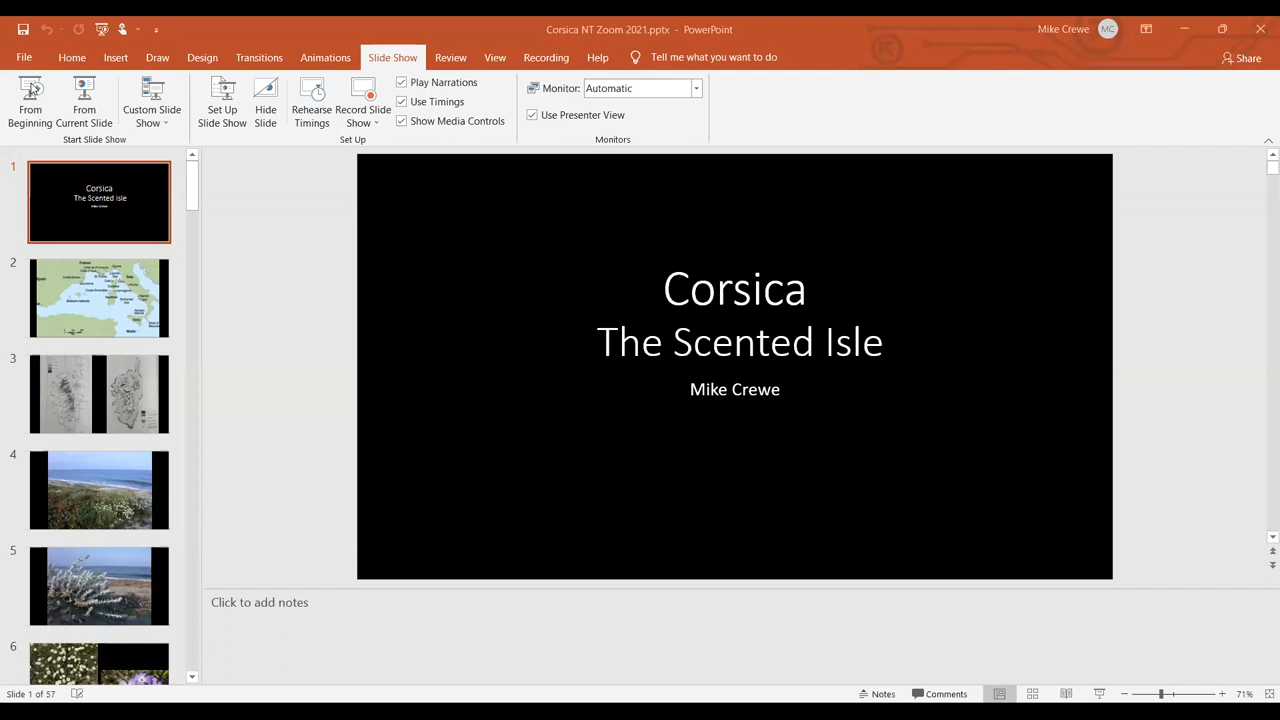 Corsica NT Zoom 2021.pptx - PowerPoint
Mike Crewe MC
File Home Insert Draw Design Transitions Animations Slide Show Review View Recording Help Tell me what you want to do Share
From Beginning
From Current Slide
Custom Slide Show
Start Slide Show
Set Up Slide Show
Hide Slide
Rehearse Timings
Record Slide Show
Play Narrations
Use Timings
Show Media Controls
Set Up
Monitor: Automatic
Use Presenter View
Monitors
1
Corsica
The Scented Isle
Mike Crewe
2
3
4
5
6
Corsica
The Scented Isle
Mike Crewe
Click to add notes
Slide 1 of 57
Notes Comments 71%